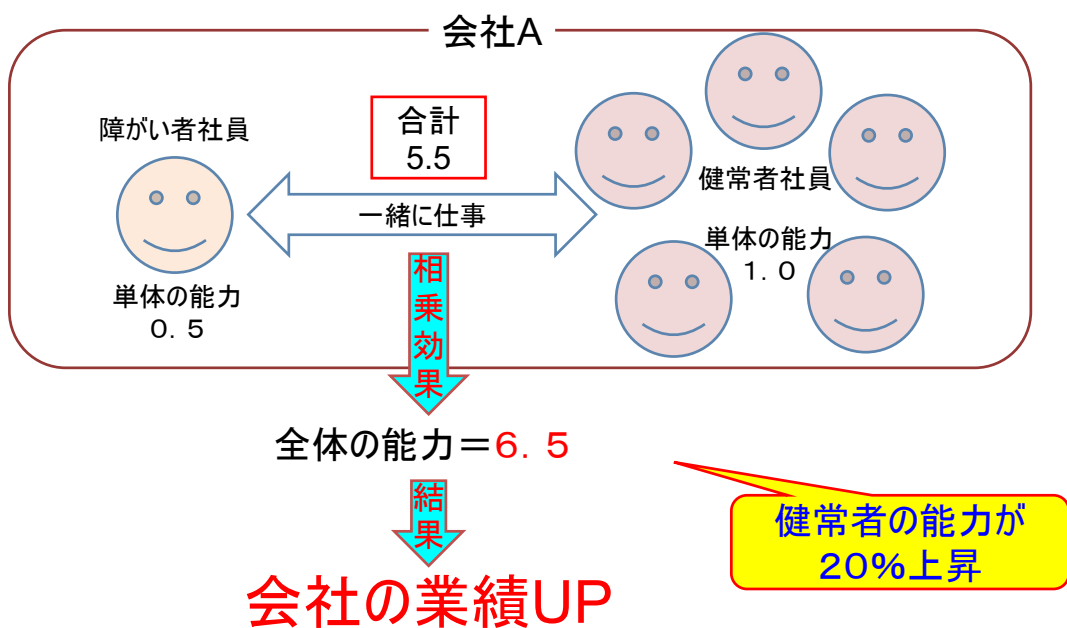 会社A
障がい者社員
単体の能力
０．５
合計
5.5
一緒に仕事
健常者社員
単体の能力
１．０
相乗効果
全体の能力＝６．５
結果
健常者の能力が
２０％上昇
会社の業績UP